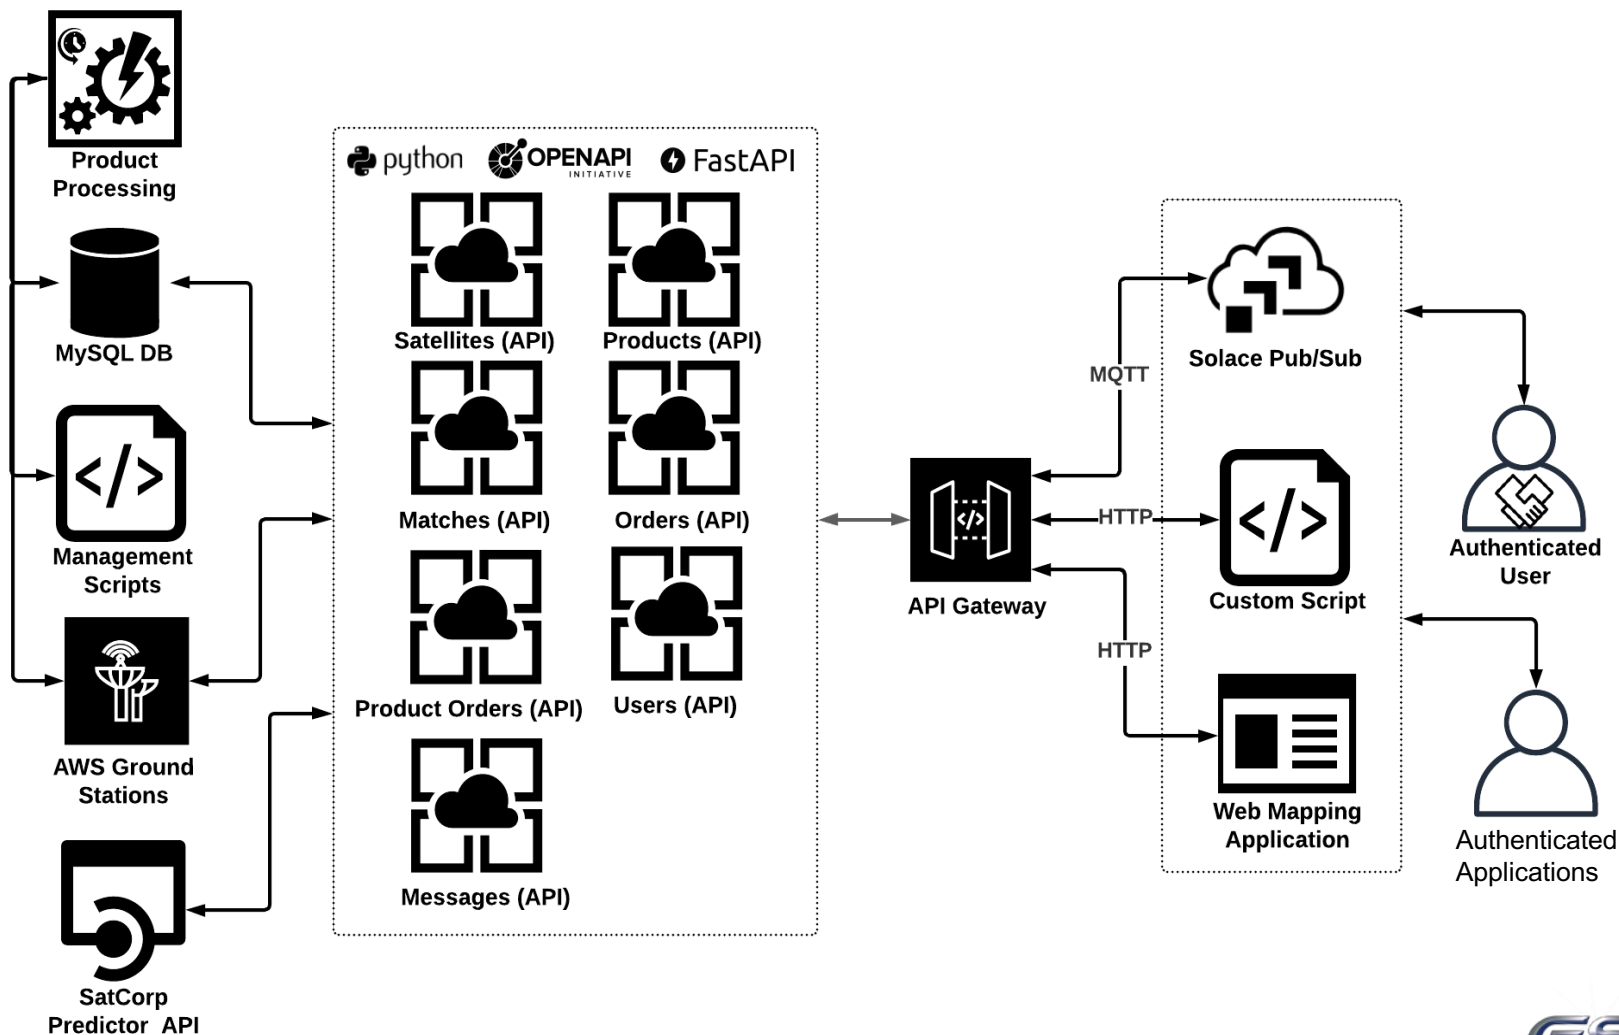 Product
Processing
MySQL DB
Management
Scripts
</>
AWS Ground
Stations
SatCorp
Predictor API
python
OPENAPI
INITIATIVE
FastAPI
Satellites (API)
Products (API)
Matches (API)
Orders (API)
Product Orders (API)
Users (API)
Messages (API)
</>
API Gateway
MQTT
HTTP
HTTP
Solace Pub/Sub
</>
Custom Script
Web Mapping
Application
Authenticated
User
Authenticated
Applications